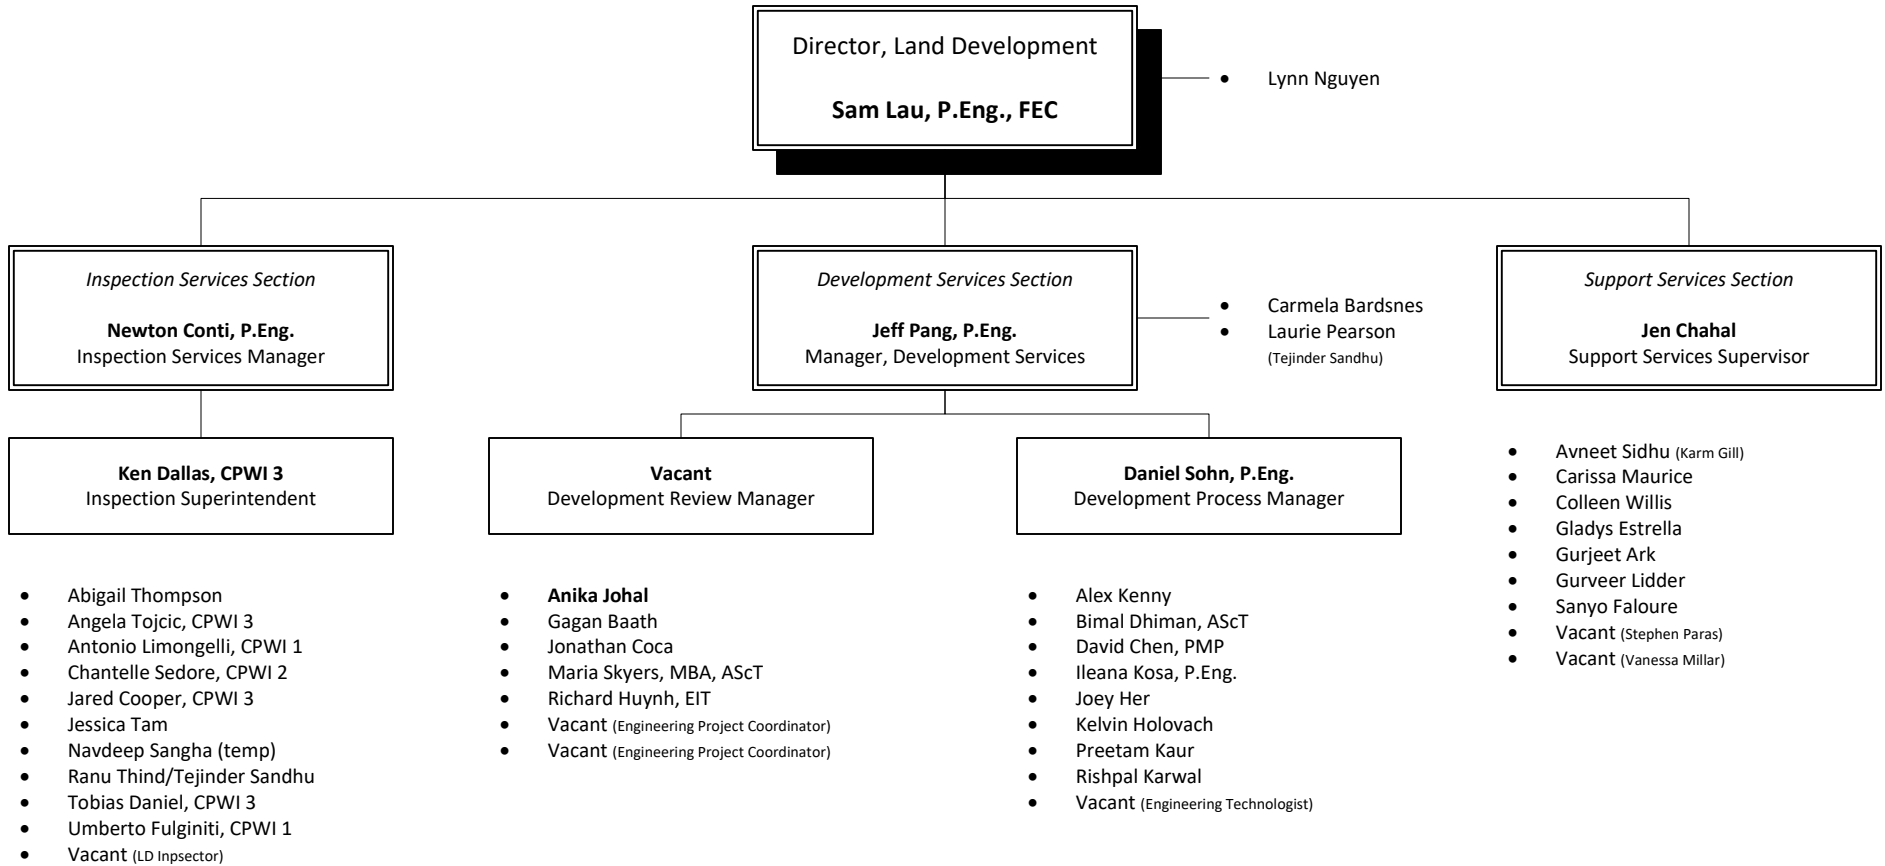 Director, Land Development
Sam Lau, P.Eng., FEC
• Lynn Nguyen
Inspection Services Section
Newton Conti, P.Eng.
Inspection Services Manager
Development Services Section
Jeff Pang, P.Eng.
Manager, Development Services
• Carmela Bardsnes
• Laurie Pearson
(Tejinder Sandhu)
Support Services Section
Jen Chahal
Support Services Supervisor
Ken Dallas, CPWI 3
Inspection Superintendent
Vacant
Development Review Manager
Daniel Sohn, P.Eng.
Development Process Manager
• Abigail Thompson
• Angela Tojcic, CPWI 3
• Antonio Limongelli, CPWI 1
• Chantelle Sedore, CPWI 2
• Jared Cooper, CPWI 3
• Jessica Tam
• Navdeep Sangha (temp)
• Ranu Thind/Tejinder Sandhu
• Tobias Daniel, CPWI 3
• Umberto Fulginiti, CPWI 1
• Vacant (LD Inpsector)
• Anika Johal
• Gagan Baath
• Jonathan Coca
• Maria Skyers, MBA, AScT
• Richard Huynh, EIT
• Vacant (Engineering Project Coordinator)
• Vacant (Engineering Project Coordinator)
• Alex Kenny
• Bimal Dhiman, AScT
• David Chen, PMP
• Ileana Kosa, P.Eng.
• Joey Her
• Kelvin Holovach
• Preetam Kaur
• Rishpal Karwal
• Vacant (Engineering Technologist)
• Avneet Sidhu (Karm Gill)
• Carissa Maurice
• Colleen Willis
• Gladys Estrella
• Gurjeet Ark
• Gurveer Lidder
• Sanyo Faloure
• Vacant (Stephen Paras)
• Vacant (Vanessa Millar)